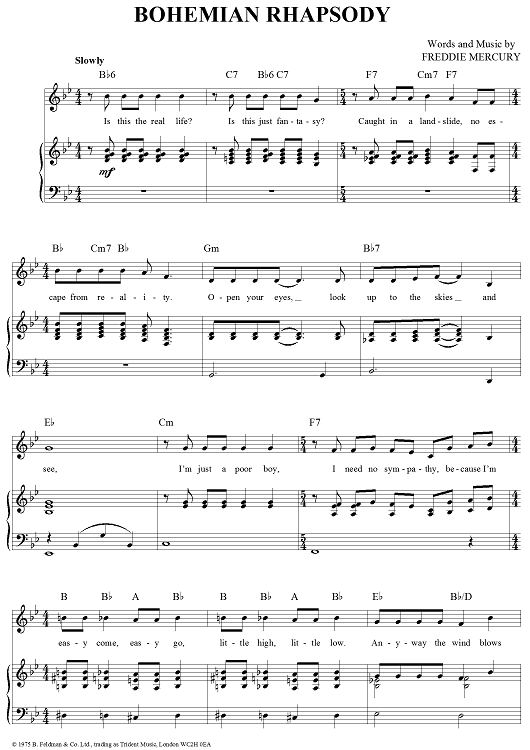 BOHEMIAN RHAPSODY
Words and Music by
FREDDIE MERCURY
Slowly
B♭6 C7 B♭6 C7 F7 Cm7 F7
Is this the real life? Is this just fan - ta - sy? Caught in a land - slide, no es -
mf
B♭ Cm7 B♭ Gm B♭7
cape from re - al - i - ty. O - pen your eyes, look up to the skies and
E♭ Cm F7
see, I'm just a poor boy, I need no sym - pa - thy, be - cause I'm
B B♭ A B♭ B B♭ A B♭ E♭ B♭/D
eas - y come, eas - y go, lit - tle high, lit - tle low. An - y - way the wind blows
© 1975 B. Feldman & Co. Ltd., trading as Trident Music, London WC2H 0EA